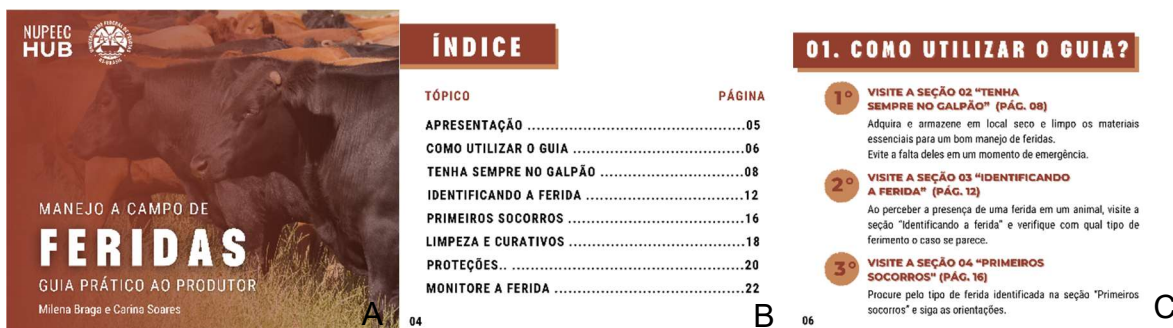 NUPEEC
HUB
UNIVERSIDADE FEDERAL DE PELOTAS
RS-BRASIL
MANEJO A CAMPO DE
FERIDAS
GUIA PRÁTICO AO PRODUTOR
Milena Braga e Carina Soares
A
ÍNDICE
TÓPICO PÁGINA
APRESENTAÇÃO ........................................05
COMO UTILIZAR O GUIA ...............................06
TENHA SEMPRE NO GALPÃO ..........................08
IDENTIFICANDO A FERIDA .............................12
PRIMEIROS SOCORROS ................................16
LIMPEZA E CURATIVOS ................................18
PROTEÇÕES.. ..........................................20
MONITORE A FERIDA ...................................22
04
B
01. COMO UTILIZAR O GUIA?
1° VISITE A SEÇÃO 02 “TENHA
SEMPRE NO GALPÃO” (PÁG. 08)
Adquira e armazene em local seco e limpo os materiais
essenciais para um bom manejo de feridas.
Evite a falta deles em um momento de emergência.
2° VISITE A SEÇÃO 03 “IDENTIFICANDO
A FERIDA” (PÁG. 12)
Ao perceber a presença de uma ferida em um animal, visite a
seção “Identificando a ferida” e verifique com qual tipo de
ferimento o caso se parece.
3° VISITE A SEÇÃO 04 “PRIMEIROS
SOCORROS” (PÁG. 16)
Procure pelo tipo de ferida identificada na seção “Primeiros
socorros” e siga as orientações.
06
C